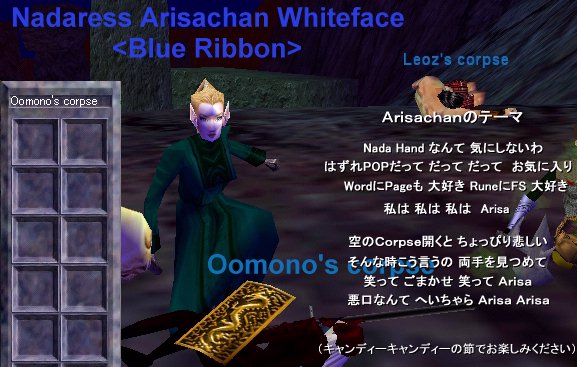 Nadaress Arisachan Whiteface
<Blue Ribbon>
Leoz's corpse
Oomono's corpse
Arisachanのテーマ
Nada Hand なんて 気にしないわ
はずれPOPだって だって だって お気に入り
WordにPageも 大好き RuneにFS 大好き
私は 私は 私は Arisa
空のCorpse開くと ちょっぴり悲しい
そんな時こう言うの 両手を見つめて
笑って ごまかせ 笑って Arisa
悪口なんて へいちゃら Arisa Arisa
（キャンディーキャンディーの節でお楽しみください）
Oomono's corpse